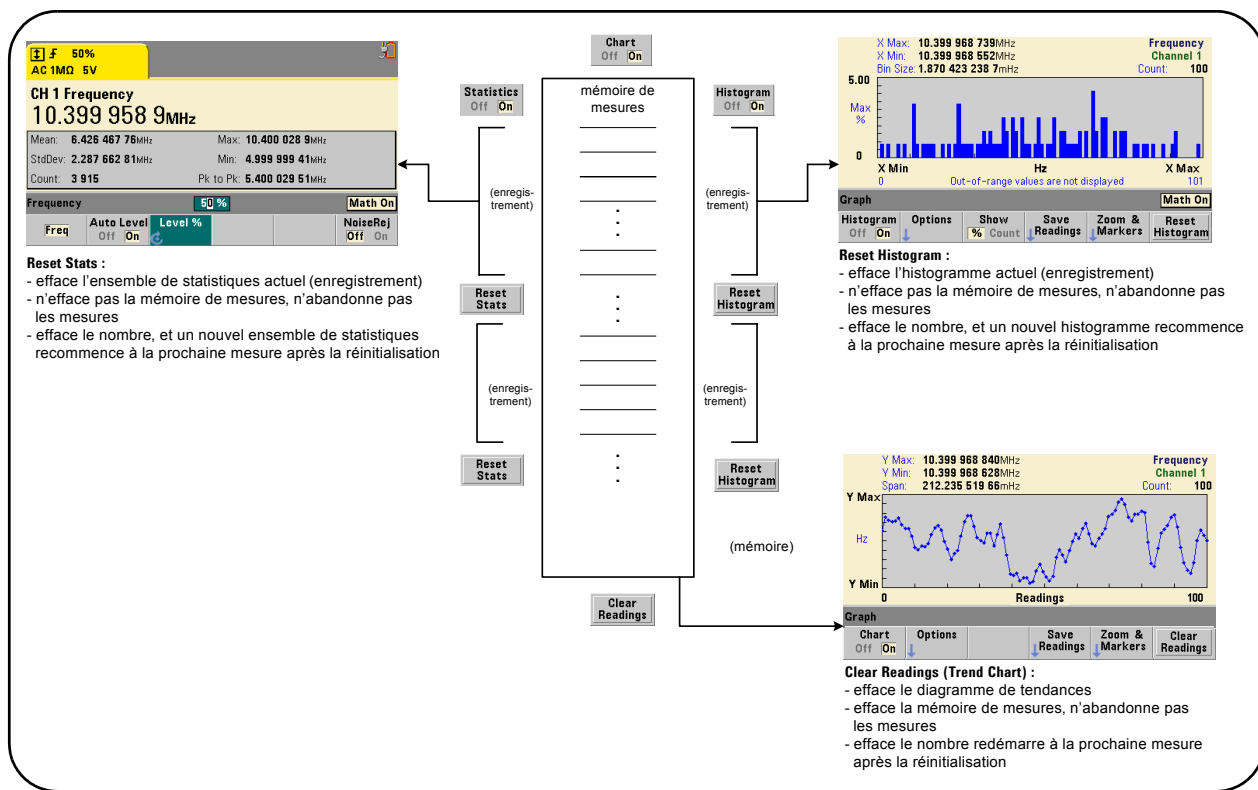 50%
AC 1MΩ 5V
CH 1 Frequency
10.399 958 9MHz
Mean: 6.426 467 76MHz Max: 10.400 028 9MHz
StdDev: 2.287 662 81MHz Min: 4.999 999 41MHz
Count: 3 915 Pk to Pk: 5.400 029 51MHz
Frequency 50 % Math On
Freq Auto Level Off On Level % NoiseRej Off On
Reset Stats :
- efface l'ensemble de statistiques actuel (enregistrement)
- n'efface pas la mémoire de mesures, n'abandonne pas
les mesures
- efface le nombre, et un nouvel ensemble de statistiques
recommence à la prochaine mesure après la réinitialisation
Chart
Off On
Statistics
Off On
mémoire de
mesures
Histogram
Off On
(enregis-
trement)
(enregis-
trement)
Reset
Stats
Reset
Histogram
(enregis-
trement)
(enregis-
trement)
Reset
Stats
Reset
Histogram
(mémoire)
Clear
Readings
X Max: 10.399 968 739MHz Frequency
X Min: 10.399 968 552MHz Channel 1
Bin Size: 1.870 423 238 7mHz Count: 100
5.00
Max
%
0
X Min Hz X Max
0 Out-of-range values are not displayed 101
Graph Math On
Histogram Off On Options Show % Count Save Readings Zoom & Markers Reset Histogram
Reset Histogram :
- efface l'histogramme actuel (enregistrement)
- n'efface pas la mémoire de mesures, n'abandonne pas
les mesures
- efface le nombre, et un nouvel histogramme recommence
à la prochaine mesure après la réinitialisation
Y Max: 10.399 968 840MHz Frequency
Y Min: 10.399 968 628MHz Channel 1
Span: 212.235 519 66mHz Count: 100
Y Max
Hz
Y Min
0 Readings 100
Graph
Chart Off On Options Save Readings Zoom & Markers Clear Readings
Clear Readings (Trend Chart) :
- efface le diagramme de tendances
- efface la mémoire de mesures, n'abandonne pas
les mesures
- efface le nombre redémarre à la prochaine mesure
après la réinitialisation